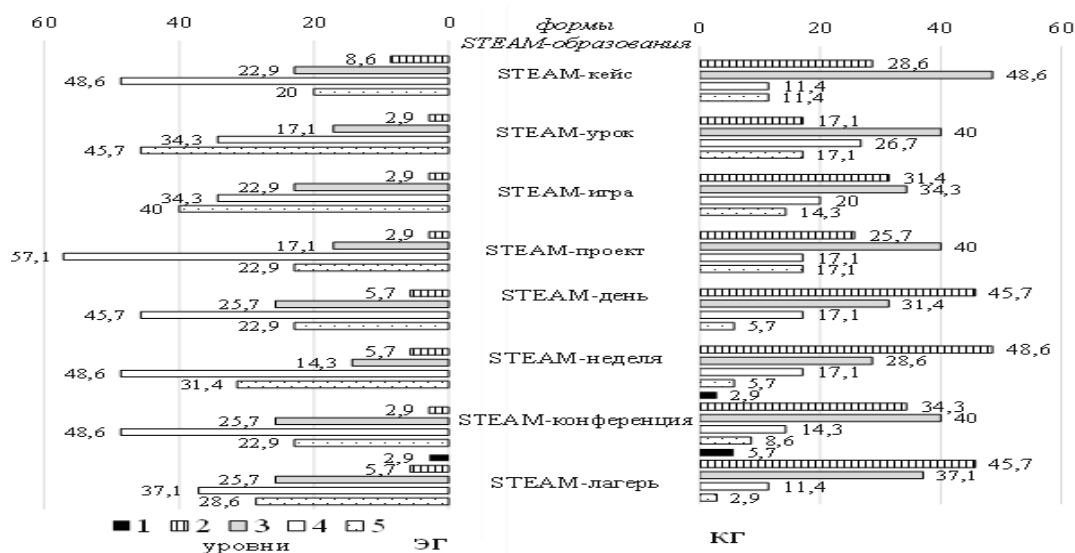 60 40 20 0 формы 0 20 40 60
STEAM-образования
8,6 STEAM-кейс 28,6
22,9 48,6
48,6 11,4
20 11,4
2,9 STEAM-урок 17,1
17,1 40
34,3 26,7
45,7 17,1
2,9 STEAM-игра 31,4
22,9 34,3
34,3 20
40 14,3
2,9 STEAM-проект 25,7
17,1 40
57,1 17,1
22,9 17,1
5,7 STEAM-день 45,7
25,7 31,4
45,7 17,1
22,9 5,7
5,7 STEAM-неделя 48,6
14,3 28,6
48,6 17,1
31,4 5,7
2,9
2,9 STEAM-конференция 34,3
25,7 40
48,6 14,3
22,9 8,6
2,9 5,7
5,7 STEAM-лагерь 45,7
25,7 37,1
37,1 11,4
28,6 2,9
1 2 3 4 5
уровни ЭГ КГ